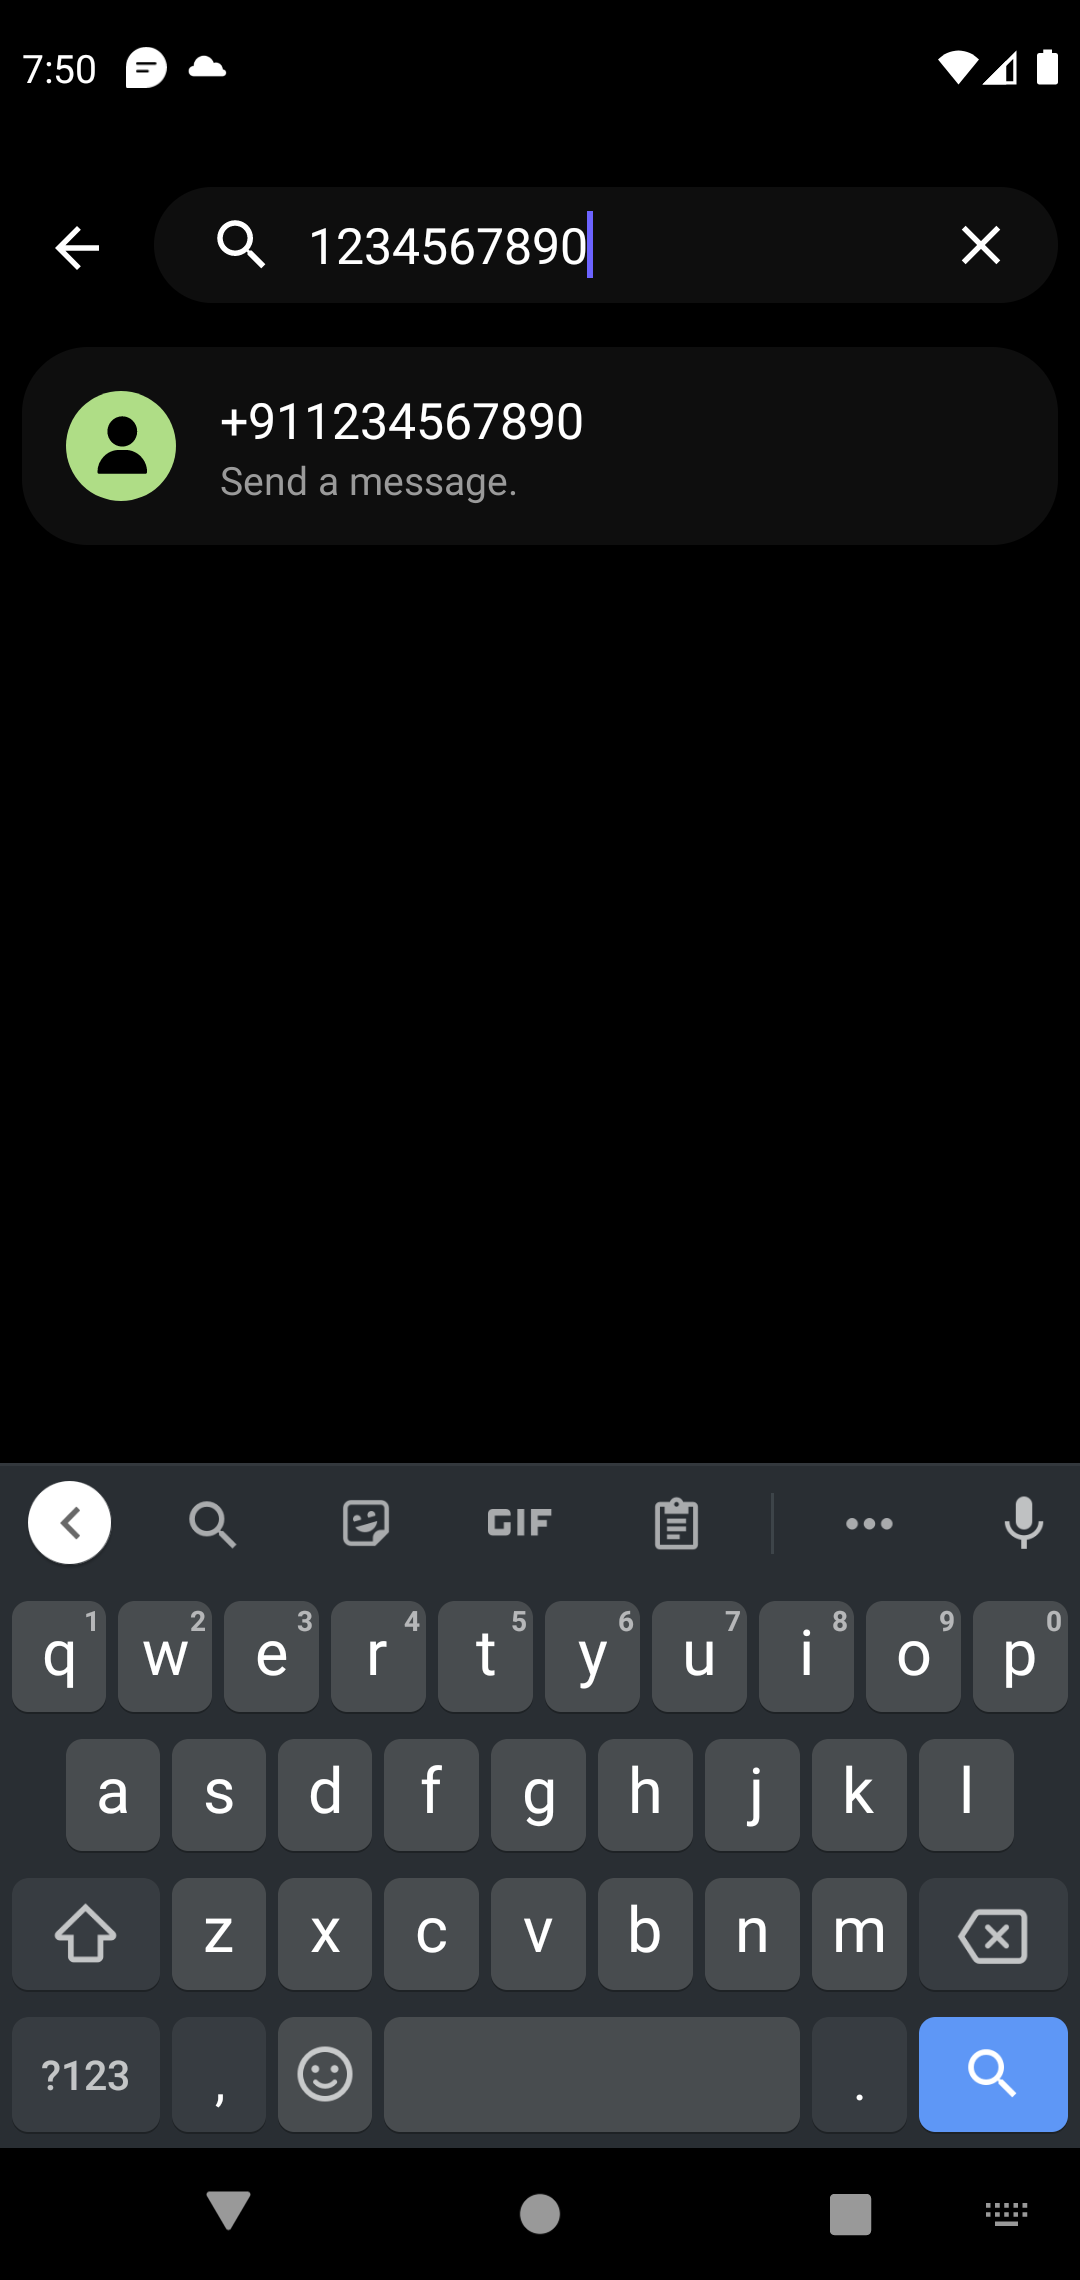 7:50
1234567890
+911234567890
Send a message.
GIF
q 1 w 2 e 3 r 4 t 5 y 6 u 7 i 8 o 9 p 0
a s d f g h j k l
z x c v b n m
?123 , .